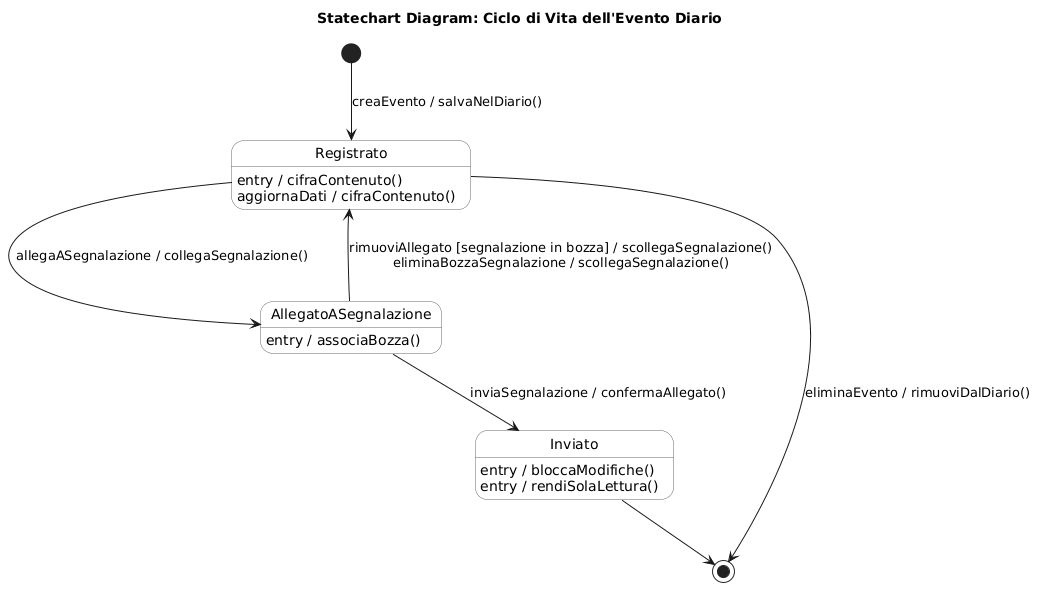 Statechart Diagram: Ciclo di Vita dell'Evento Diario
creaEvento / salvaNelDiario()
Registrato
entry / cifraContenuto()
aggiornaDati / cifraContenuto()
allegaASegnalazione / collegaSegnalazione()
rimuoviAllegato [segnalazione in bozza] / scollegaSegnalazione()
eliminaBozzaSegnalazione / scollegaSegnalazione()
AllegatoASegnalazione
entry / associaBozza()
inviaSegnalazione / confermaAllegato()
eliminaEvento / rimuoviDalDiario()
Inviato
entry / bloccaModifiche()
entry / rendiSolaLettura()